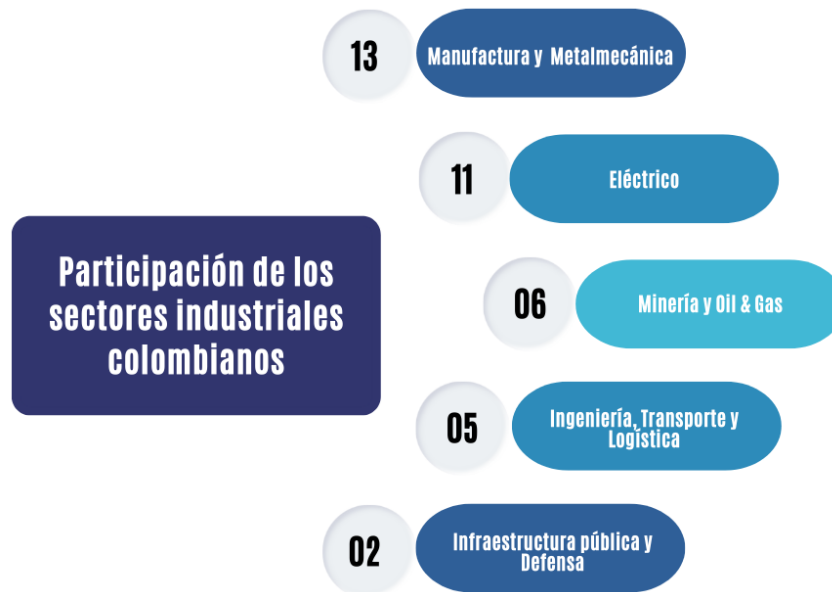 13
Manufactura y Metalmecánica
11
Eléctrico
Participación de los
sectores industriales
colombianos
06
Minería y Oil & Gas
05
Ingeniería, Transporte y
Logística
02
Infraestructura pública y
Defensa